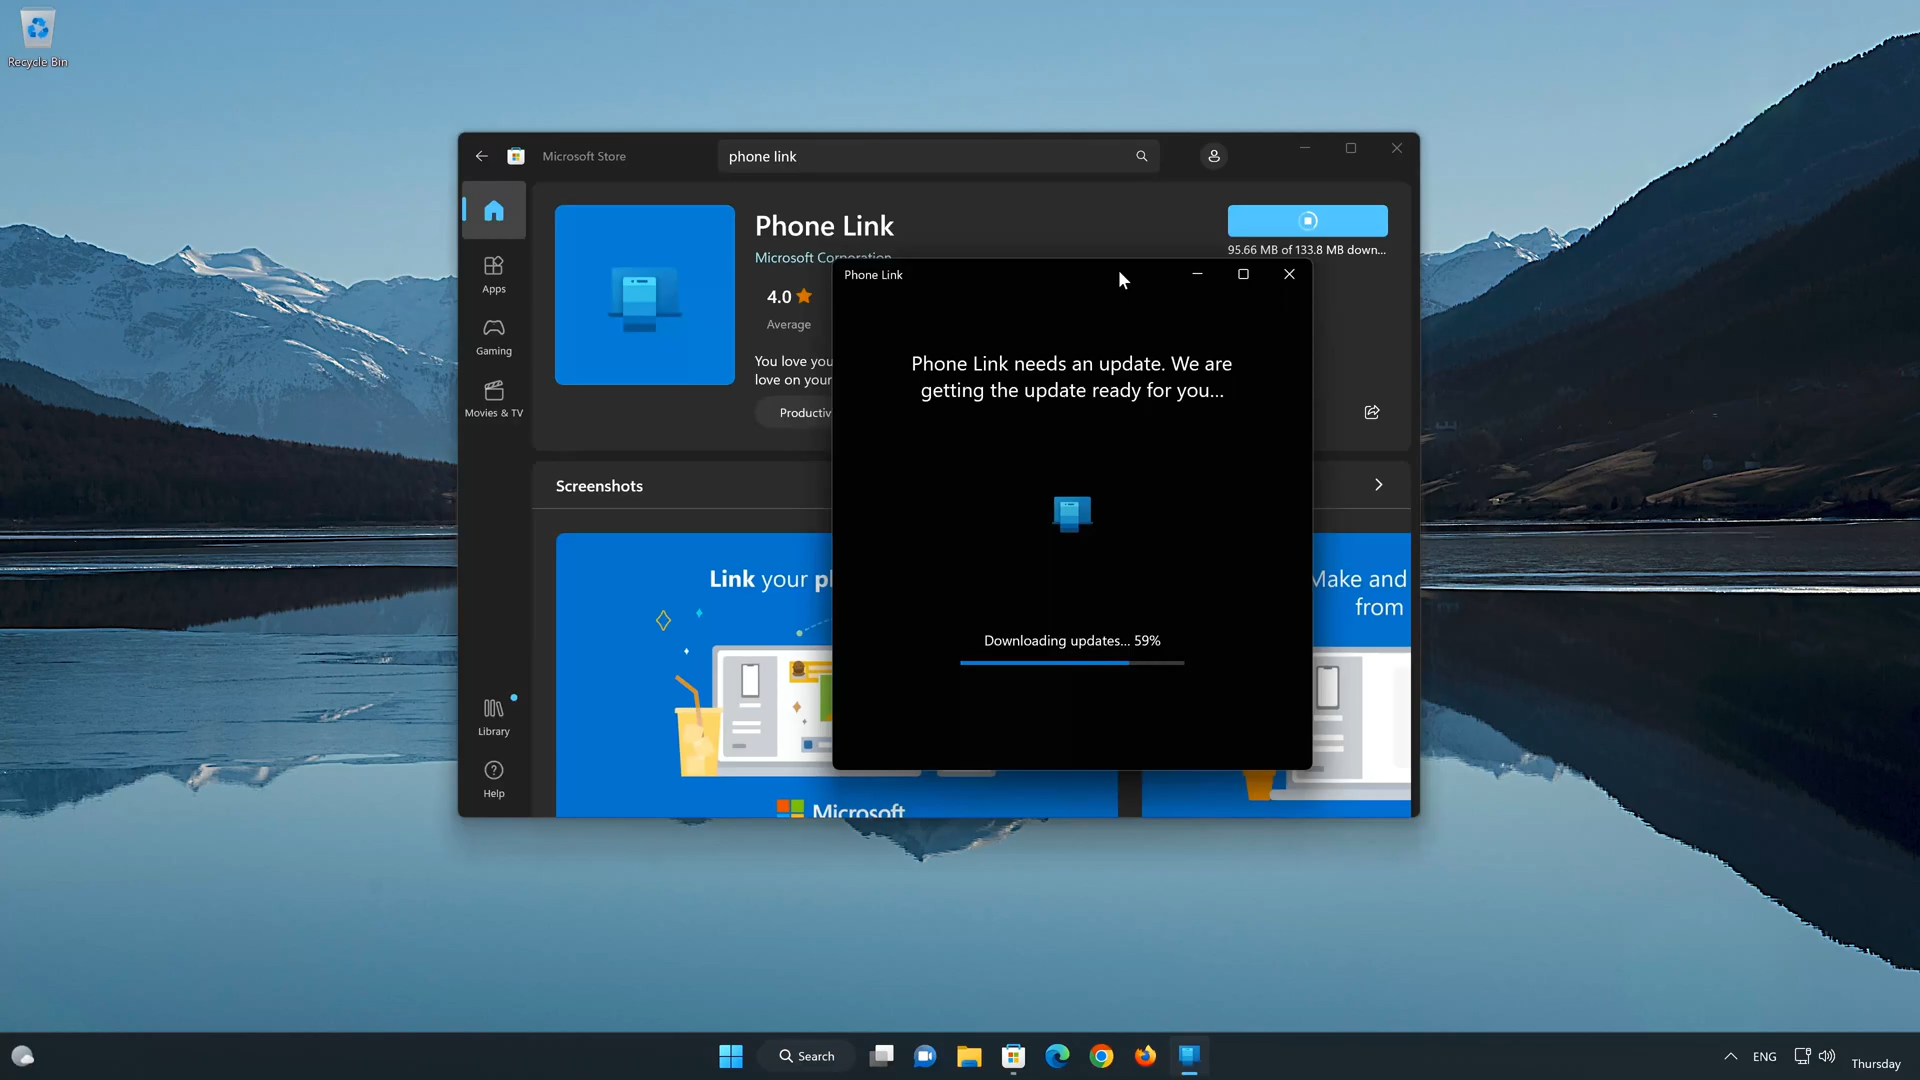 Recycle Bin
Microsoft Store
phone link
Phone Link
Microsoft Corporation
95.66 MB of 133.8 MB down...
4.0
Average
You love you
love on your
Productiv
Apps
Gaming
Movies & TV
Library
Help
Screenshots
Link your pl
Microsoft
Make and
from
Phone Link
Phone Link needs an update. We are
getting the update ready for you...
Downloading updates... 59%
Search
ENG
Thursday